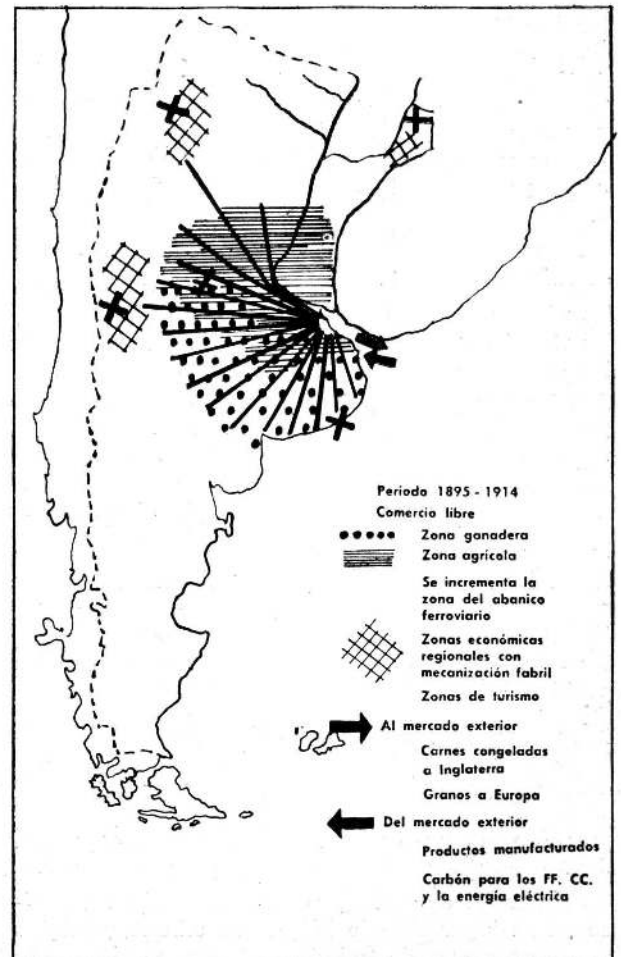 Período 1895 - 1914
Comercio libre
Zona ganadera
Zona agrícola
Se incrementa la
zona del abanico
ferroviario
Zonas económicas
regionales con
mecanización fabril
Zonas de turismo
Al mercado exterior
Carnes congeladas
a Inglaterra
Granos a Europa
Del mercado exterior
Productos manufacturados
Carbón para los FF. CC.
y la energía eléctrica